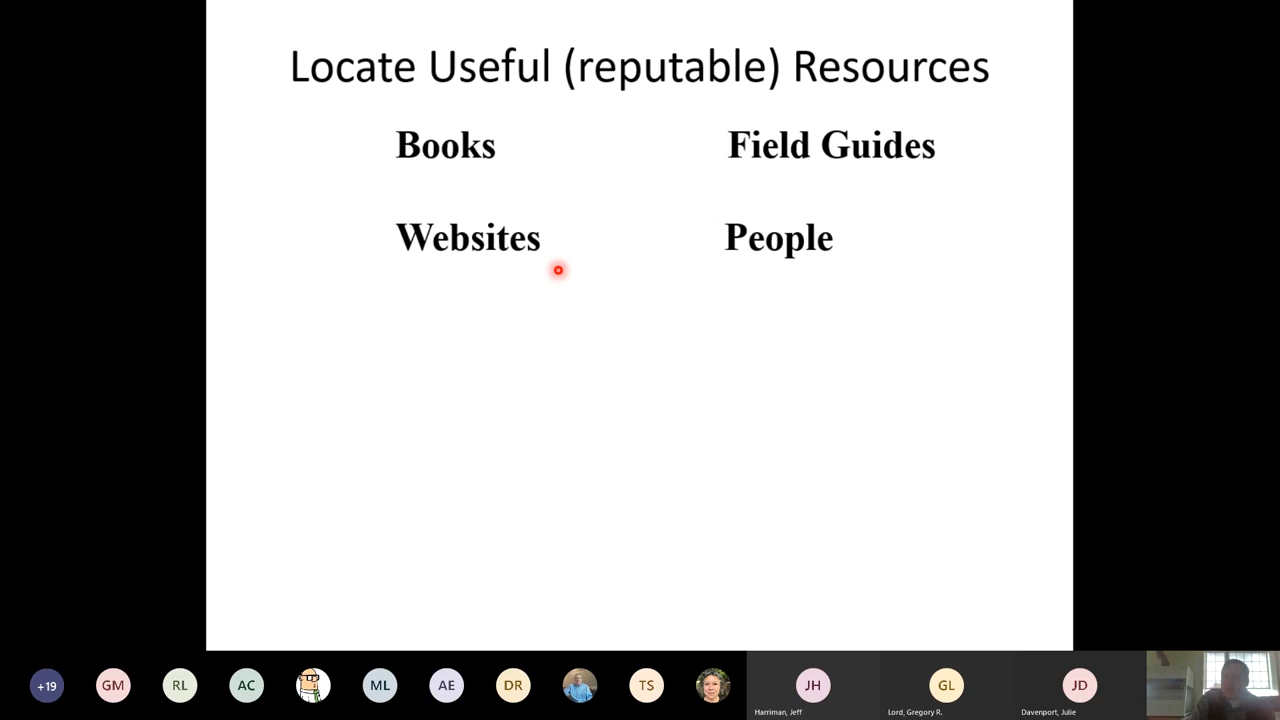 Locate Useful (reputable) Resources
Books Field Guides
Websites People
+19 GM RL AC ML AE DR TS JH GL JD
Harriman, Jeff Lord, Gregory R. Davenport, Julie